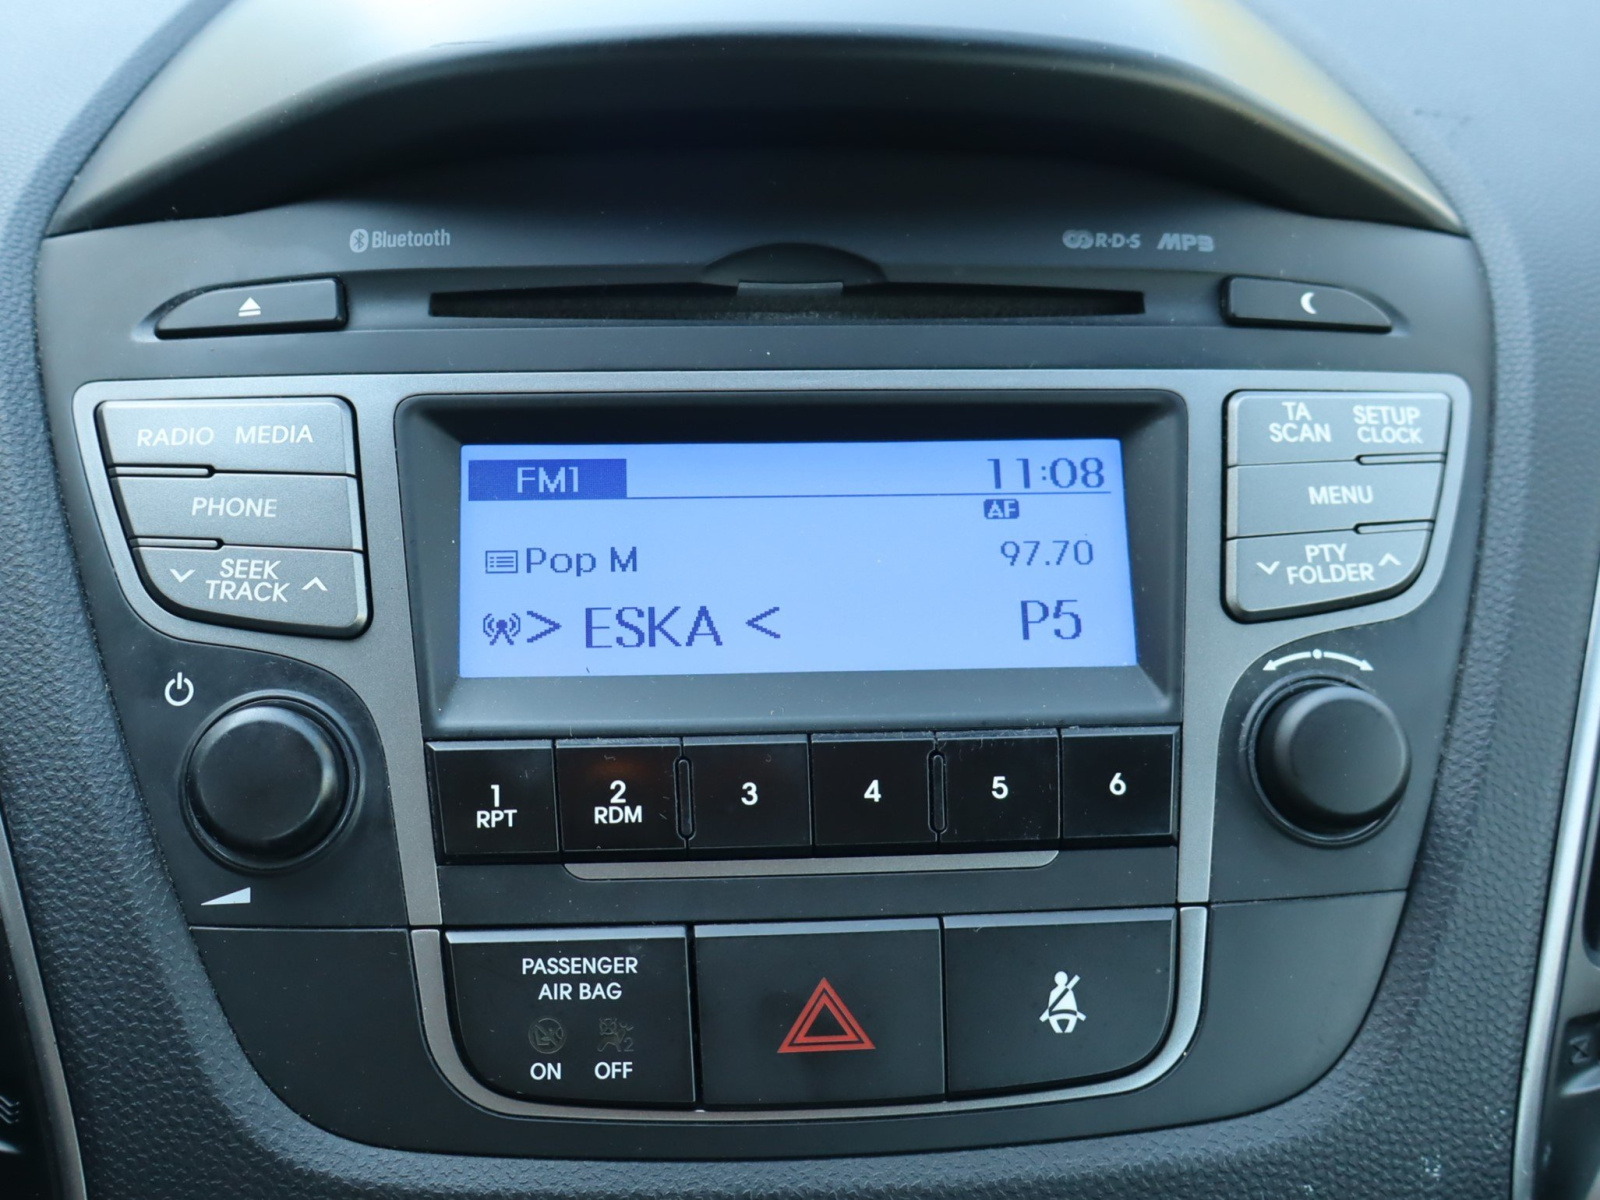 Bluetooth
R·D·S MP3
RADIO MEDIA
PHONE
SEEK
TRACK
FM1 11:08
AF
Pop M 97.70
> ESKA < P5
TA
SCAN
SETUP
CLOCK
MENU
PTY
FOLDER
1
RPT
2
RDM
3
4
5
6
PASSENGER
AIR BAG
ON OFF